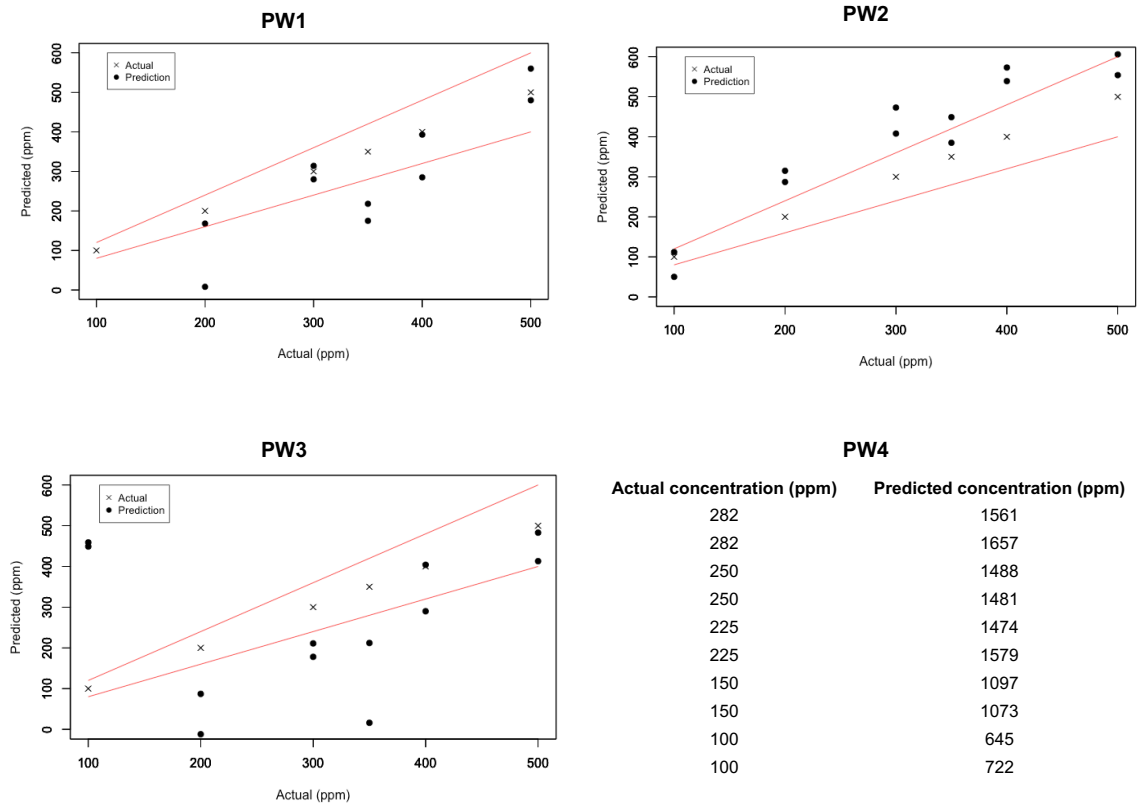 PW1
600
500
400
300
200
100
0
Predicted (ppm)
Actual
Prediction
100 200 300 400 500
Actual (ppm)
PW2
600
500
400
300
200
100
0
Predicted (ppm)
Actual
Prediction
100 200 300 400 500
Actual (ppm)
PW3
600
500
400
300
200
100
0
Predicted (ppm)
Actual
Prediction
100 200 300 400 500
Actual (ppm)
PW4
Actual concentration (ppm) Predicted concentration (ppm)
282 1561
282 1657
250 1488
250 1481
225 1474
225 1579
150 1097
150 1073
100 645
100 722